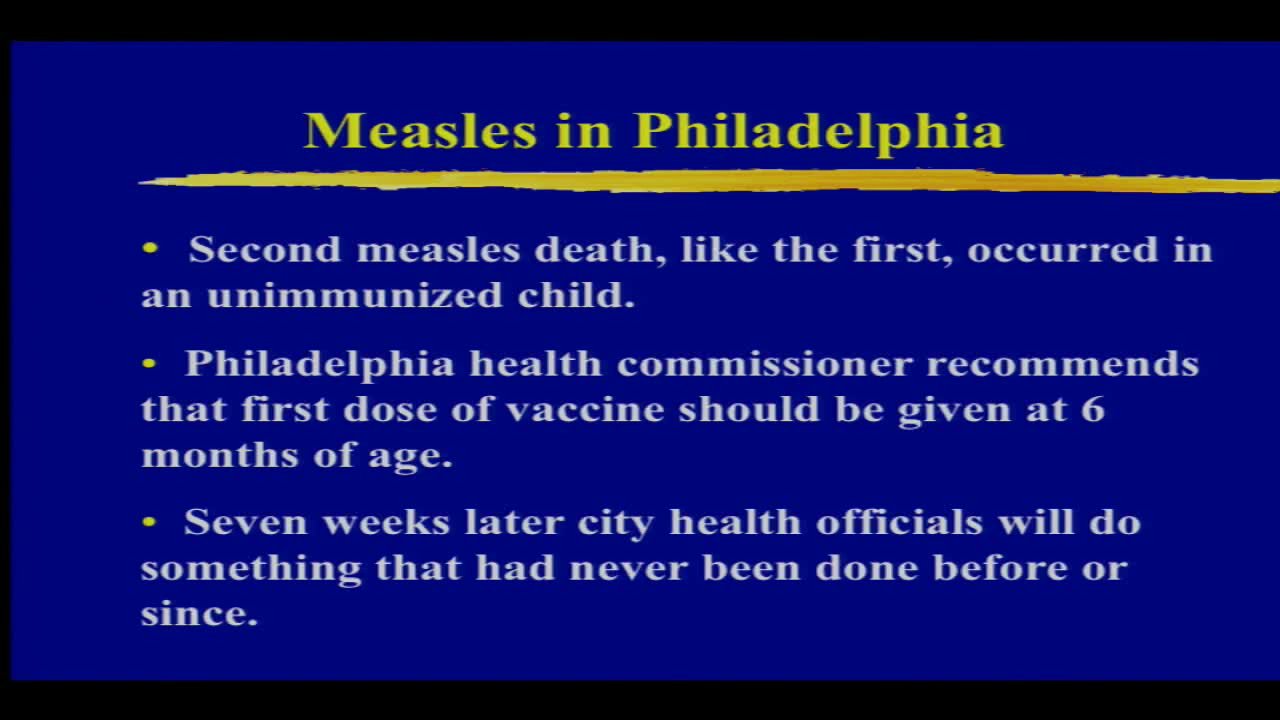 Measles in Philadelphia
• Second measles death, like the first, occurred in
an unimmunized child.
• Philadelphia health commissioner recommends
that first dose of vaccine should be given at 6
months of age.
• Seven weeks later city health officials will do
something that had never been done before or
since.